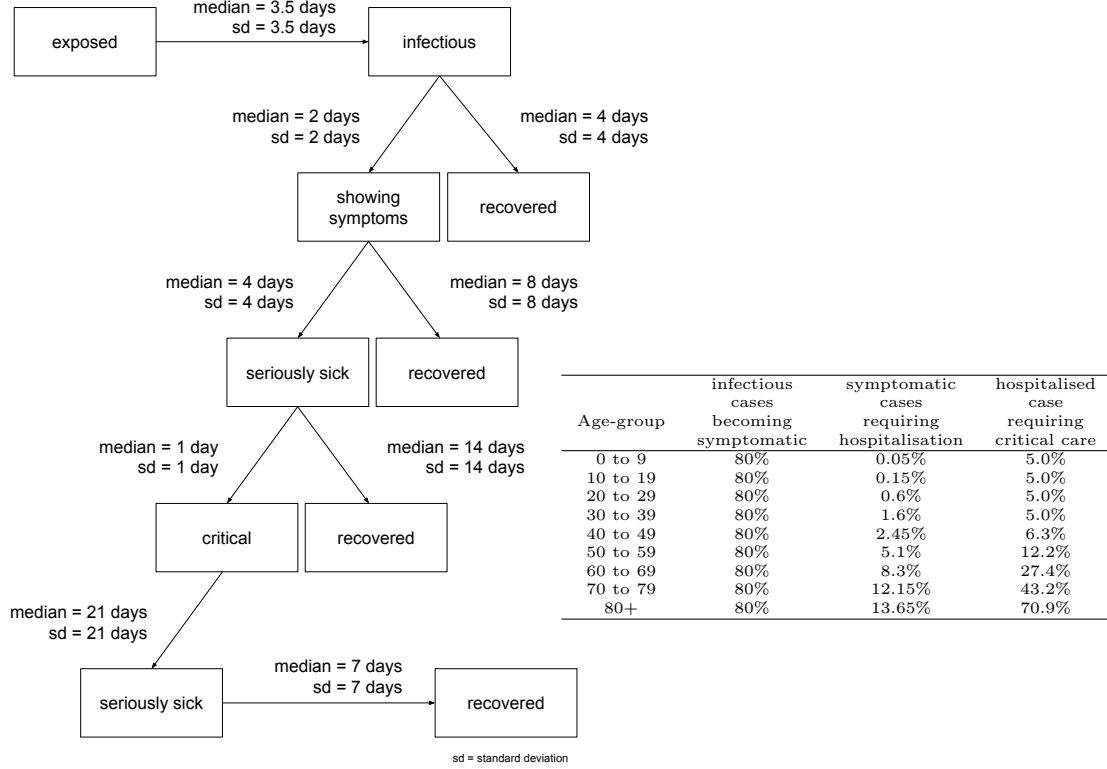 median = 3.5 days
sd = 3.5 days
exposed
infectious
median = 2 days
sd = 2 days
median = 4 days
sd = 4 days
showing
symptoms
recovered
median = 4 days
sd = 4 days
median = 8 days
sd = 8 days
seriously sick
recovered
median = 1 day
sd = 1 day
median = 14 days
sd = 14 days
critical
recovered
median = 21 days
sd = 21 days
seriously sick
median = 7 days
sd = 7 days
recovered
sd = standard deviation
infectious symptomatic hospitalised
cases cases case
Age-group becoming requiring requiring
symptomatic hospitalisation critical care
0 to 9 80% 0.05% 5.0%
10 to 19 80% 0.15% 5.0%
20 to 29 80% 0.6% 5.0%
30 to 39 80% 1.6% 5.0%
40 to 49 80% 2.45% 6.3%
50 to 59 80% 5.1% 12.2%
60 to 69 80% 8.3% 27.4%
70 to 79 80% 12.15% 43.2%
80+ 80% 13.65% 70.9%